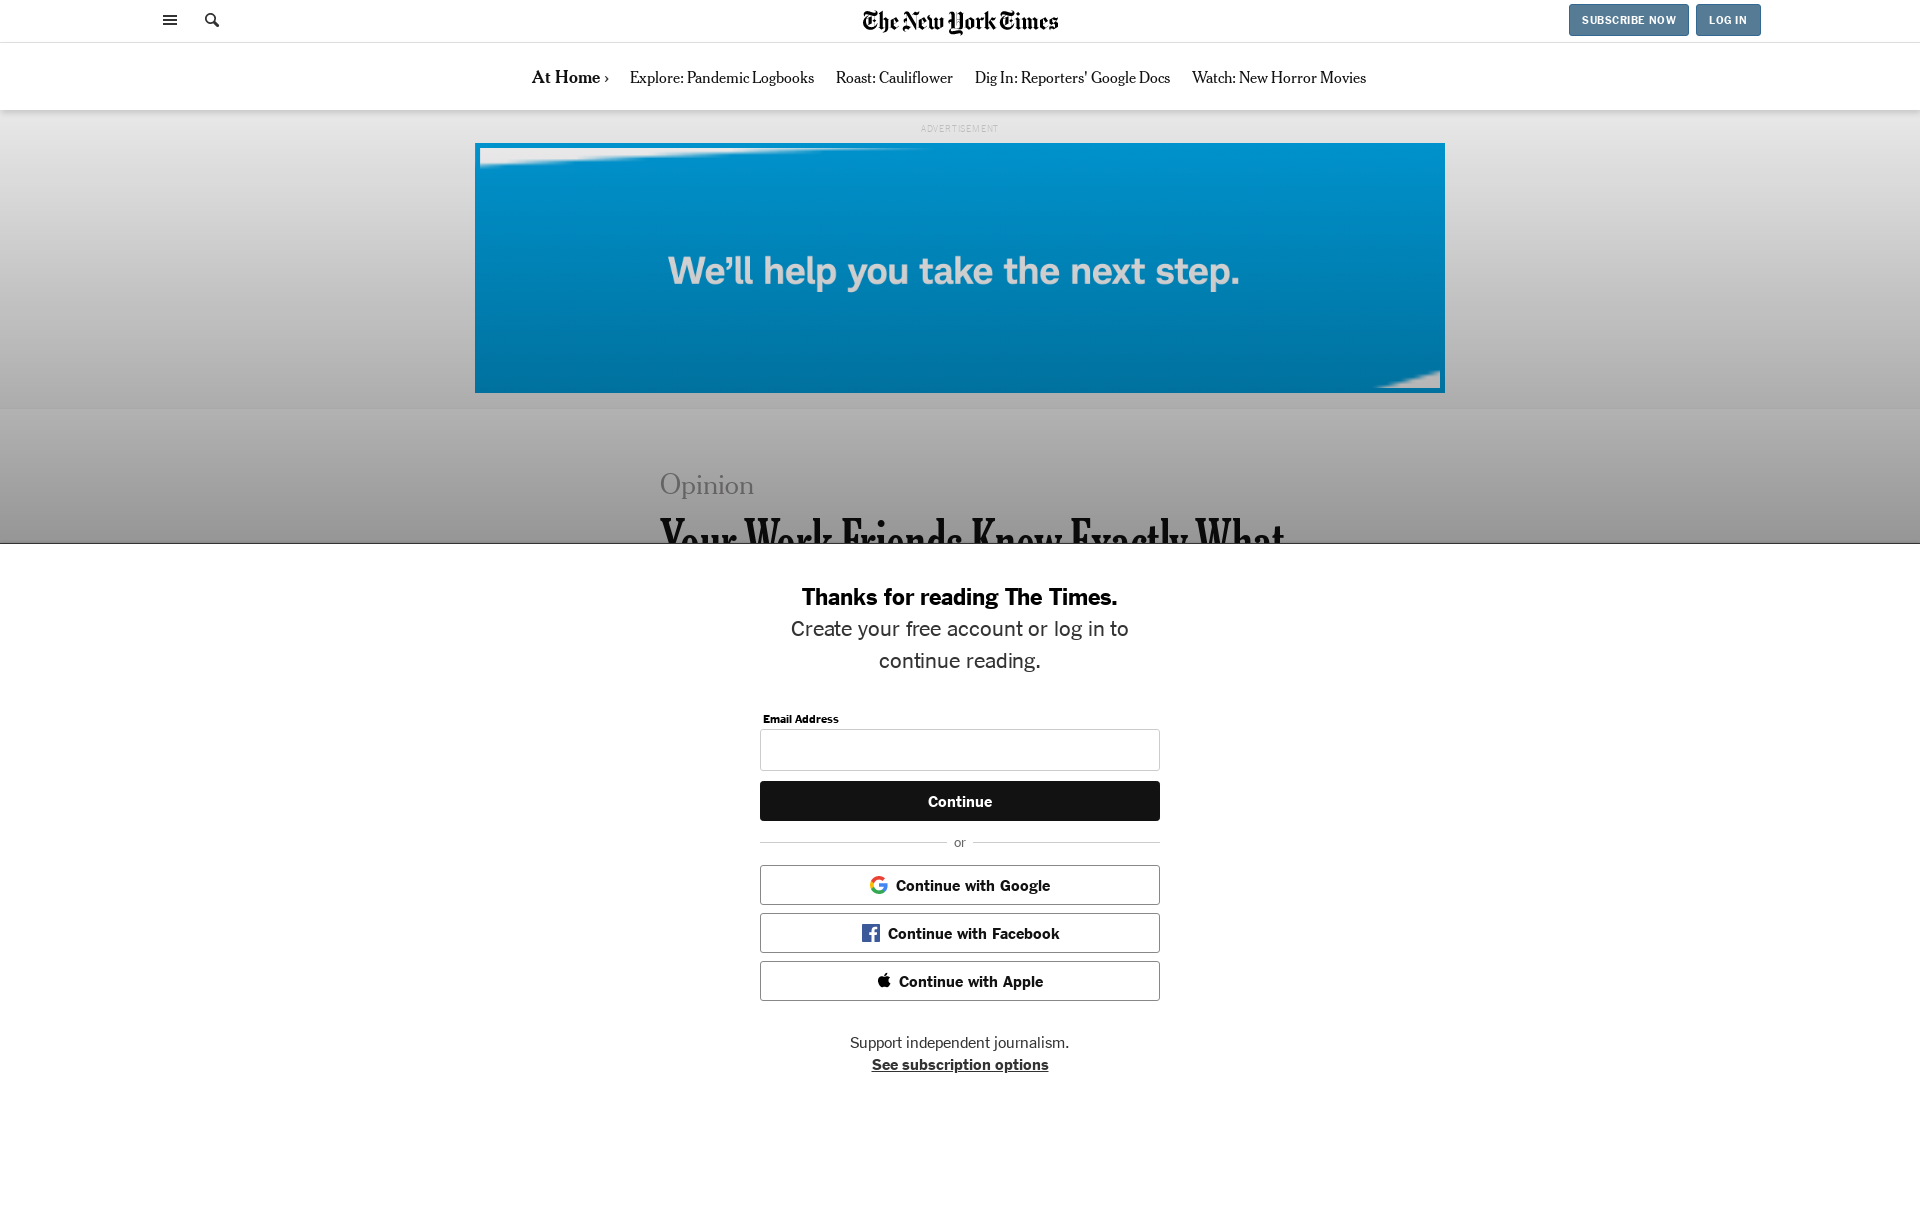 The New York Times
SUBSCRIBE NOW
LOG IN
At Home ›
Explore: Pandemic Logbooks
Roast: Cauliflower
Dig In: Reporters' Google Docs
Watch: New Horror Movies
ADVERTISEMENT
We'll help you take the next step.
Opinion
Your Work Friends Knew Exactly What
Thanks for reading The Times.
Create your free account or log in to
continue reading.
Email Address
Continue
or
Continue with Google
Continue with Facebook
Continue with Apple
Support independent journalism.
See subscription options